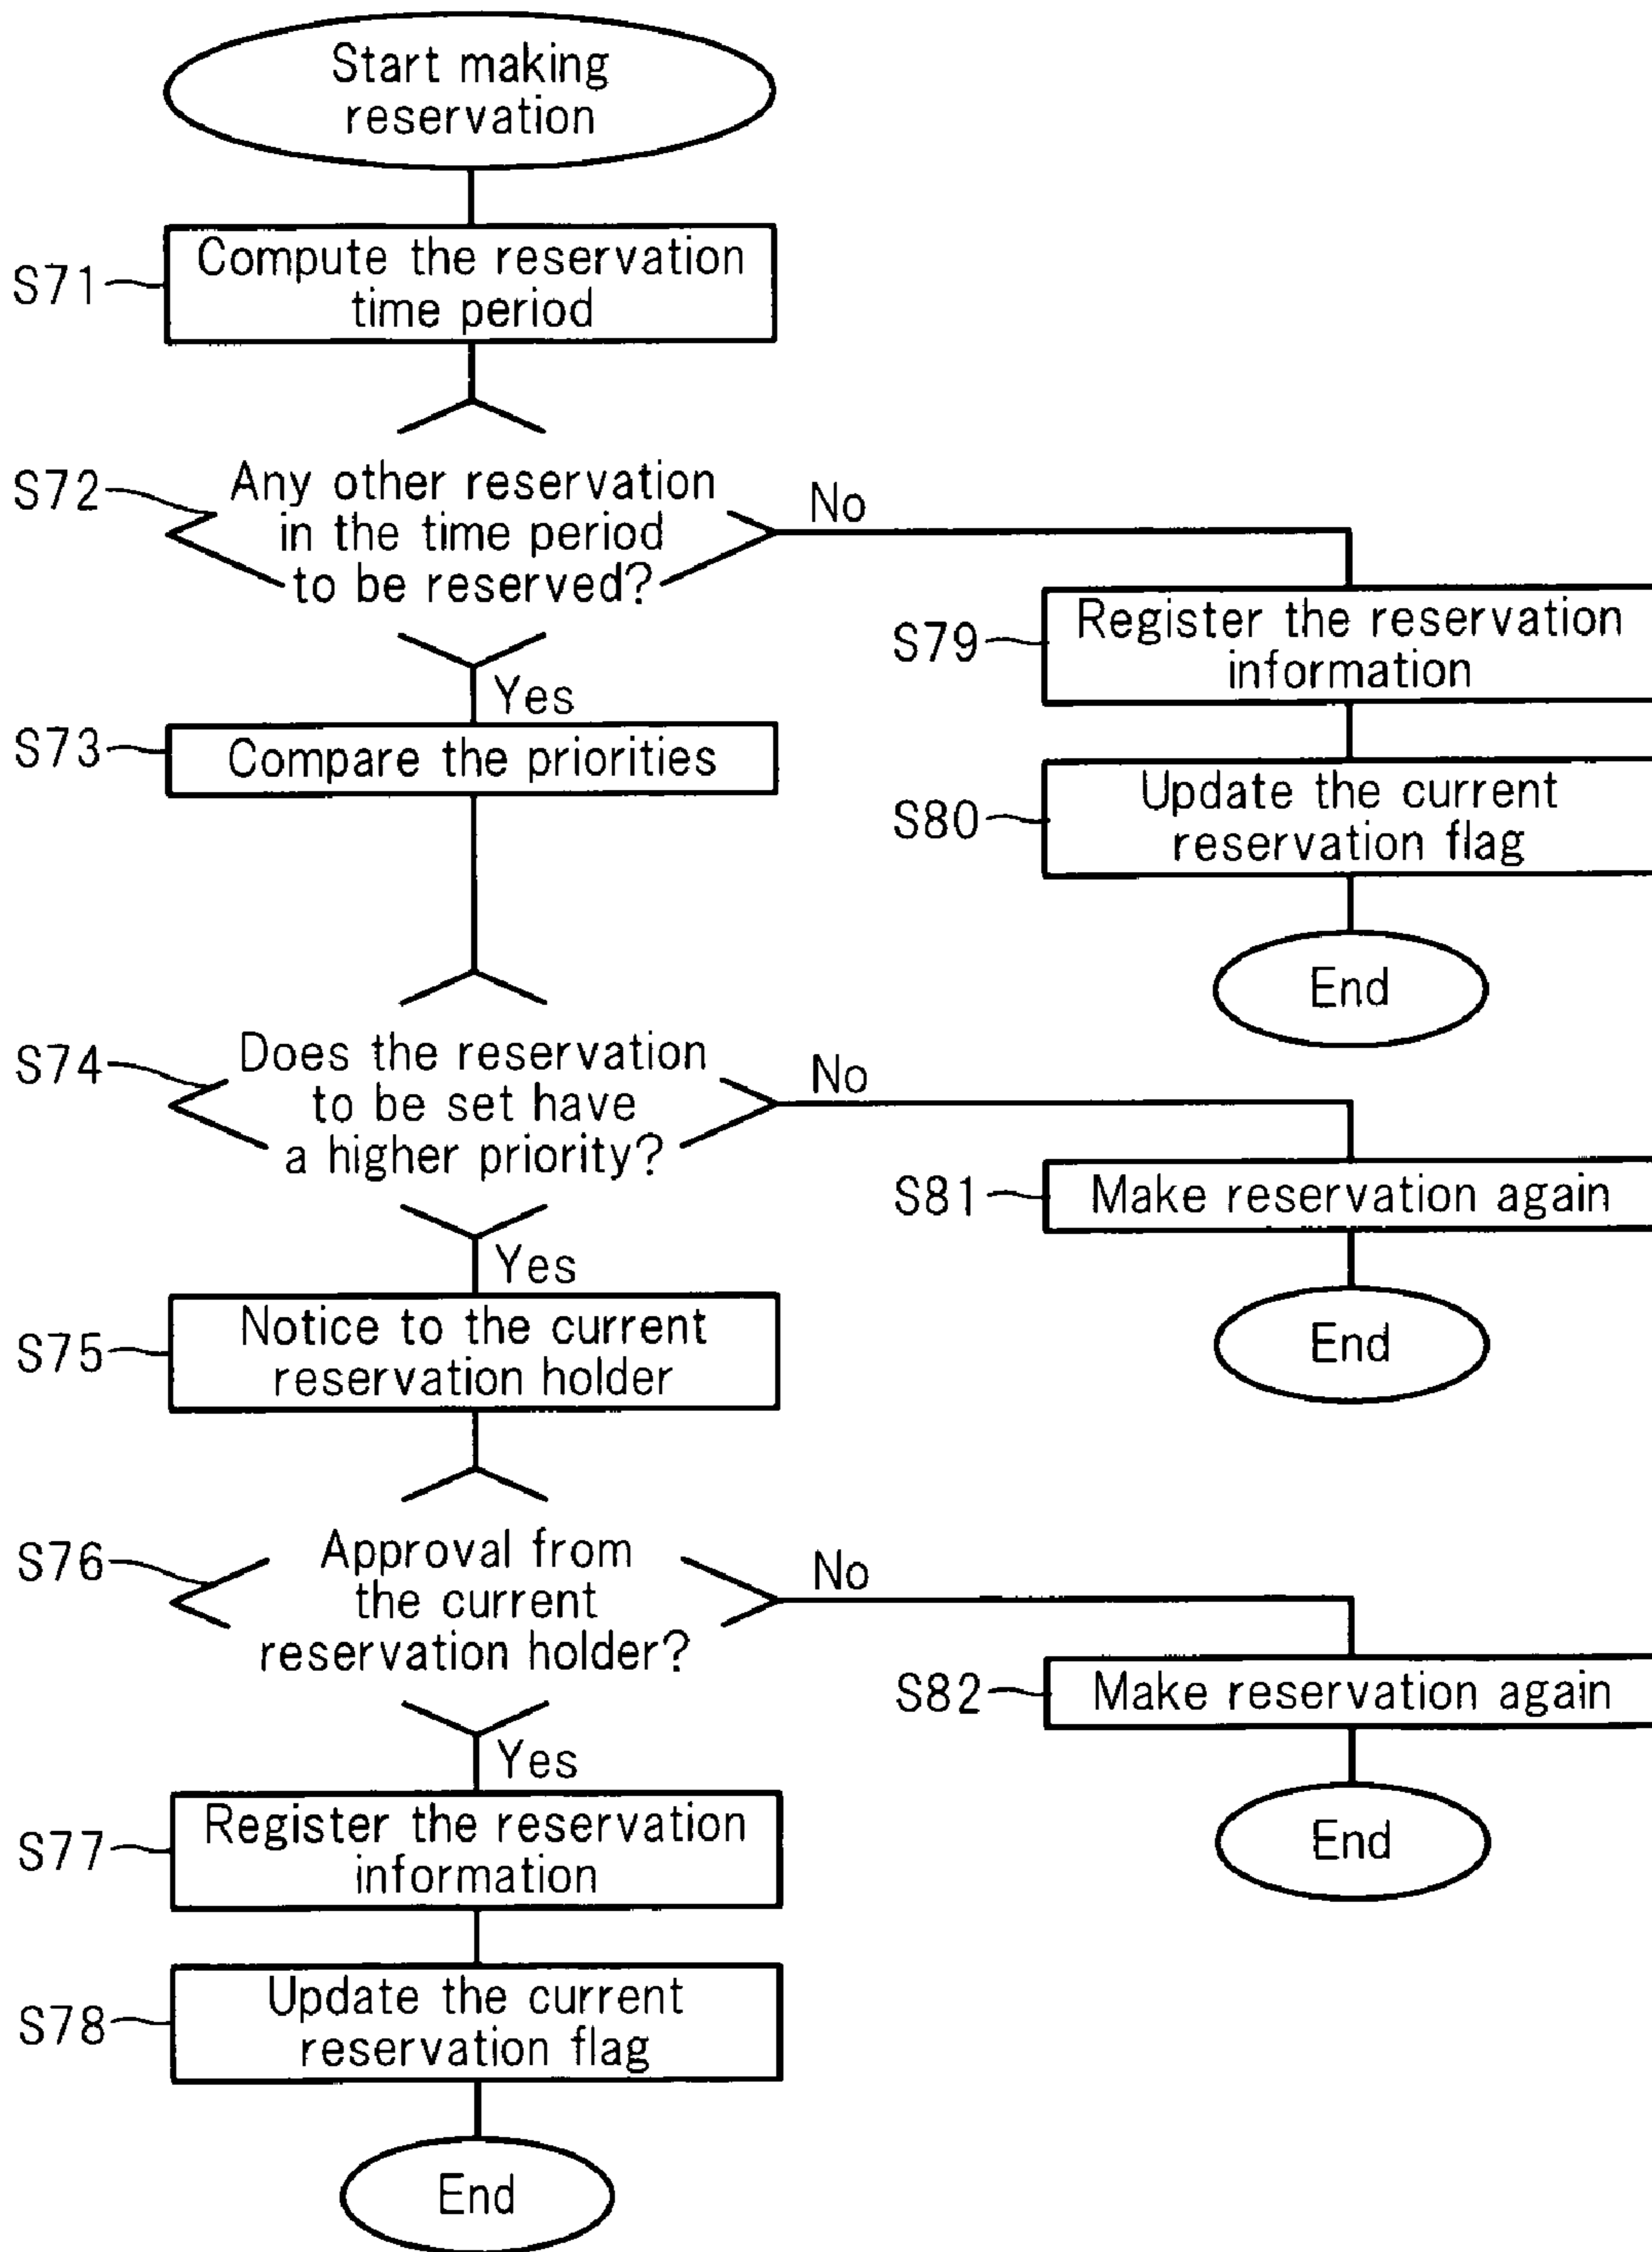 Start making
reservation
S71
Compute the reservation
time period
S72
Any other reservation
in the time period
to be reserved?
No
Yes
S79
Register the reservation
information
S73
Compare the priorities
S80
Update the current
reservation flag
End
S74
Does the reservation
to be set have
a higher priority?
No
Yes
S81
Make reservation again
End
S75
Notice to the current
reservation holder
S76
Approval from
the current
reservation holder?
No
Yes
S82
Make reservation again
End
S77
Register the reservation
information
S78
Update the current
reservation flag
End